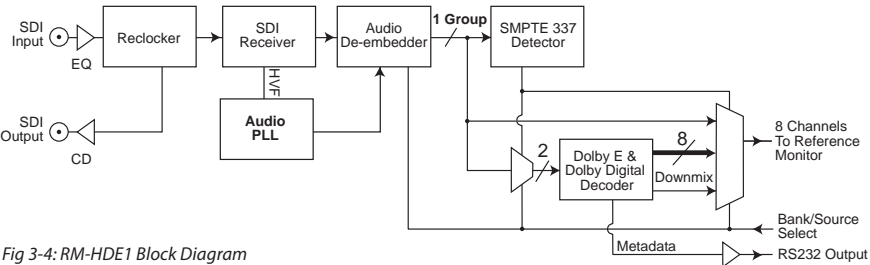 SDI
Input
EQ
Reclocker
SDI
Receiver
Audio
De-embedder
1 Group
SMPTE 337
Detector
HVF
SDI
Output
CD
Audio
PLL
8 Channels
To Reference
Monitor
2
Dolby E &
Dolby Digital
Decoder
8
Downmix
Bank/Source
Select
Metadata
RS232 Output
Fig 3-4: RM-HDE1 Block Diagram